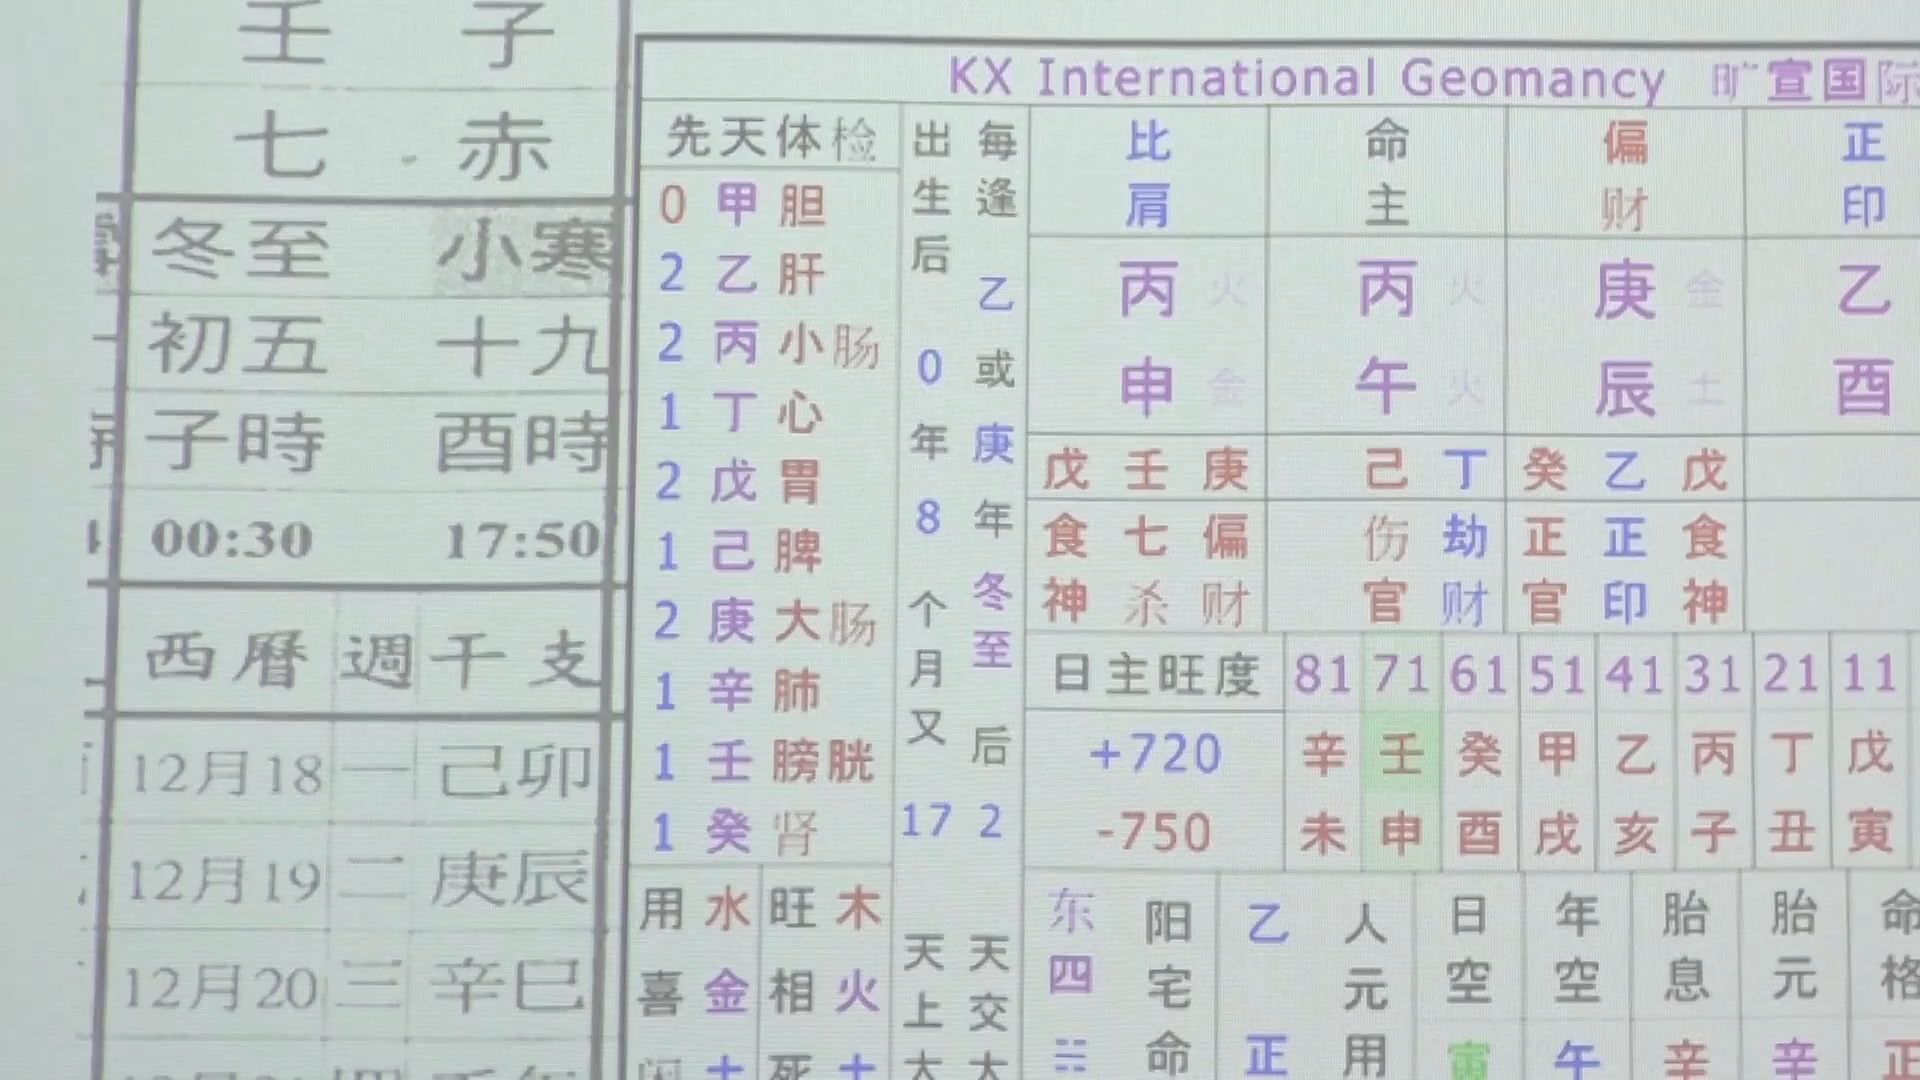 壬 子
七 赤
冬至 小寒
初五 十九
子時 酉時
00:30 17:50
西曆 週 干支
12月18 一 己卯
12月19 二 庚辰
12月20 三 辛巳
KX International Geomancy 旷宣国际
先天体检
0 甲 胆
2 乙 肝
2 丙 小肠
1 丁 心
2 戊 胃
1 己 脾
2 庚 大肠
1 辛 肺
1 壬 膀胱
1 癸 肾
用 水 旺 木
喜 金 相 火
土 死 土
出生后 0 年 8 个月又 17 天上
每逢 乙 或 庚 年 冬至 后 2 天交
比肩 命主 偏财 正印
丙 火 丙 火 庚 金 乙
申 金 午 火 辰 土 酉
戊 壬 庚 己 丁 癸 乙 戊
食神 七杀 偏财 伤官 劫财 正官 正印 食神
日主旺度 81 71 61 51 41 31 21 11
+720 辛 壬 癸 甲 乙 丙 丁 戊
-750 未 申 酉 戌 亥 子 丑 寅
东四 阳宅命 乙 正 人元用 日空 年空 胎息 胎元 命格
寅 午 辛 辛 正